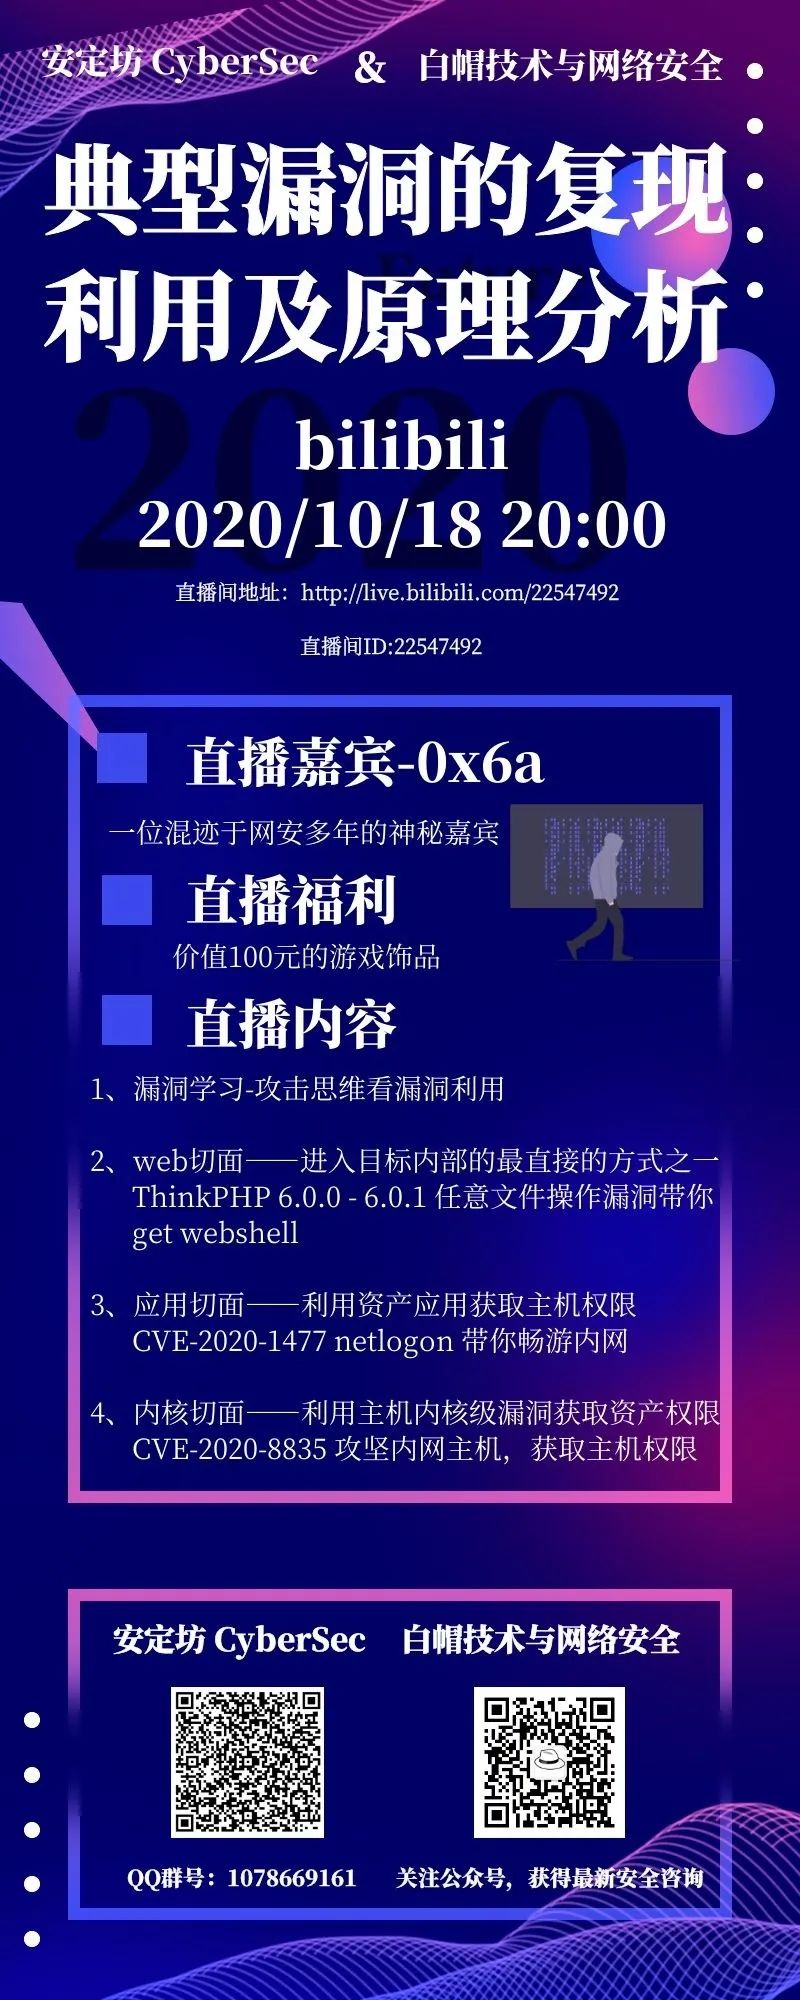 安定坊 CyberSec & 白帽技术与网络安全
典型漏洞的复现
利用及原理分析
2020
bilibili
2020/10/18 20:00
直播间地址：http://live.bilibili.com/22547492
直播间ID:22547492
直播嘉宾-0x6a
一位混迹于网安多年的神秘嘉宾
直播福利
价值100元的游戏饰品
直播内容
1、漏洞学习-攻击思维看漏洞利用
2、web切面——进入目标内部的最直接的方式之一
ThinkPHP 6.0.0 - 6.0.1 任意文件操作漏洞带你
get webshell
3、应用切面——利用资产应用获取主机权限
CVE-2020-1477 netlogon 带你畅游内网
4、内核切面——利用主机内核级漏洞获取资产权限
CVE-2020-8835 攻坚内网主机，获取主机权限
安定坊 CyberSec 白帽技术与网络安全
QQ群号：1078669161 关注公众号，获得最新安全咨询